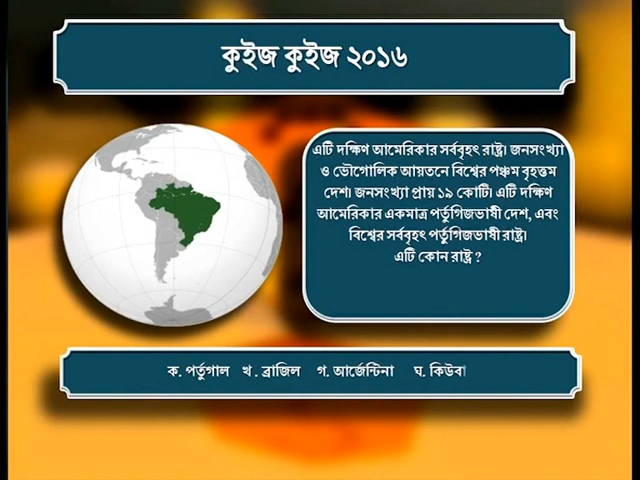 কুইজ কুইজ ২০১৬
এটি দক্ষিণ আমেরিকার সর্ববৃহৎ রাষ্ট্র। জনসংখ্যা
ও ভৌগোলিক আয়তনে বিশ্বের পঞ্চম বৃহত্তম
দেশ। জনসংখ্যা প্রায় ১৯ কোটি। এটি দক্ষিণ
আমেরিকার একমাত্র পর্তুগিজভাষী দেশ, এবং
বিশ্বের সর্ববৃহৎ পর্তুগিজভাষী রাষ্ট্র।
এটি কোন রাষ্ট্র ?
ক. পর্তুগাল খ . ব্রাজিল গ. আর্জেন্টিনা ঘ. কিউবা